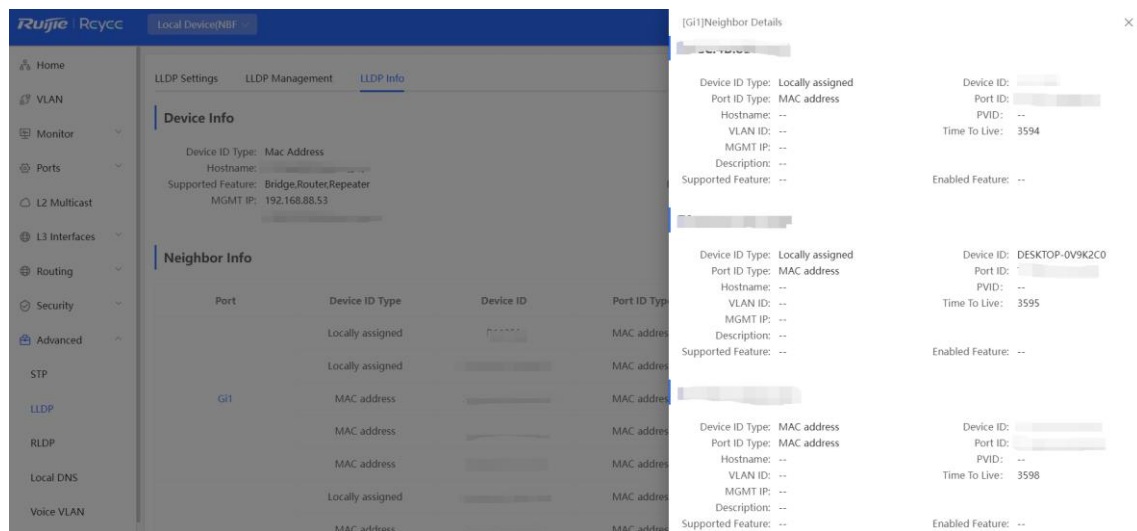 Ruijie Rcycc
Local Device(NBF
Home
VLAN
Monitor
Ports
L2 Multicast
L3 Interfaces
Routing
Security
Advanced
STP
LLDP
RLDP
Local DNS
Voice VLAN
LLDP Settings LLDP Management LLDP Info
Device Info
Device ID Type: Mac Address
Hostname:
Supported Feature: Bridge,Router,Repeater
MGMT IP: 192.168.88.53
Neighbor Info
Port Device ID Type Device ID Port ID Typ
Locally assigned MAC addres
Locally assigned MAC addres
Gi1 MAC address MAC addres
MAC address MAC addres
MAC address MAC addres
Locally assigned MAC addres
MAC address MAC addres
[Gi1]Neighbor Details
Device ID Type: Locally assigned Device ID:
Port ID Type: MAC address Port ID:
Hostname: -- PVID: --
VLAN ID: -- Time To Live: 3594
MGMT IP: --
Description: --
Supported Feature: -- Enabled Feature: --
Device ID Type: Locally assigned Device ID: DESKTOP-0V9K2C0
Port ID Type: MAC address Port ID:
Hostname: -- PVID: --
VLAN ID: -- Time To Live: 3595
MGMT IP: --
Description: --
Supported Feature: -- Enabled Feature: --
Device ID Type: MAC address Device ID:
Port ID Type: MAC address Port ID:
Hostname: -- PVID: --
VLAN ID: -- Time To Live: 3598
MGMT IP: --
Description: --
Supported Feature: -- Enabled Feature: --